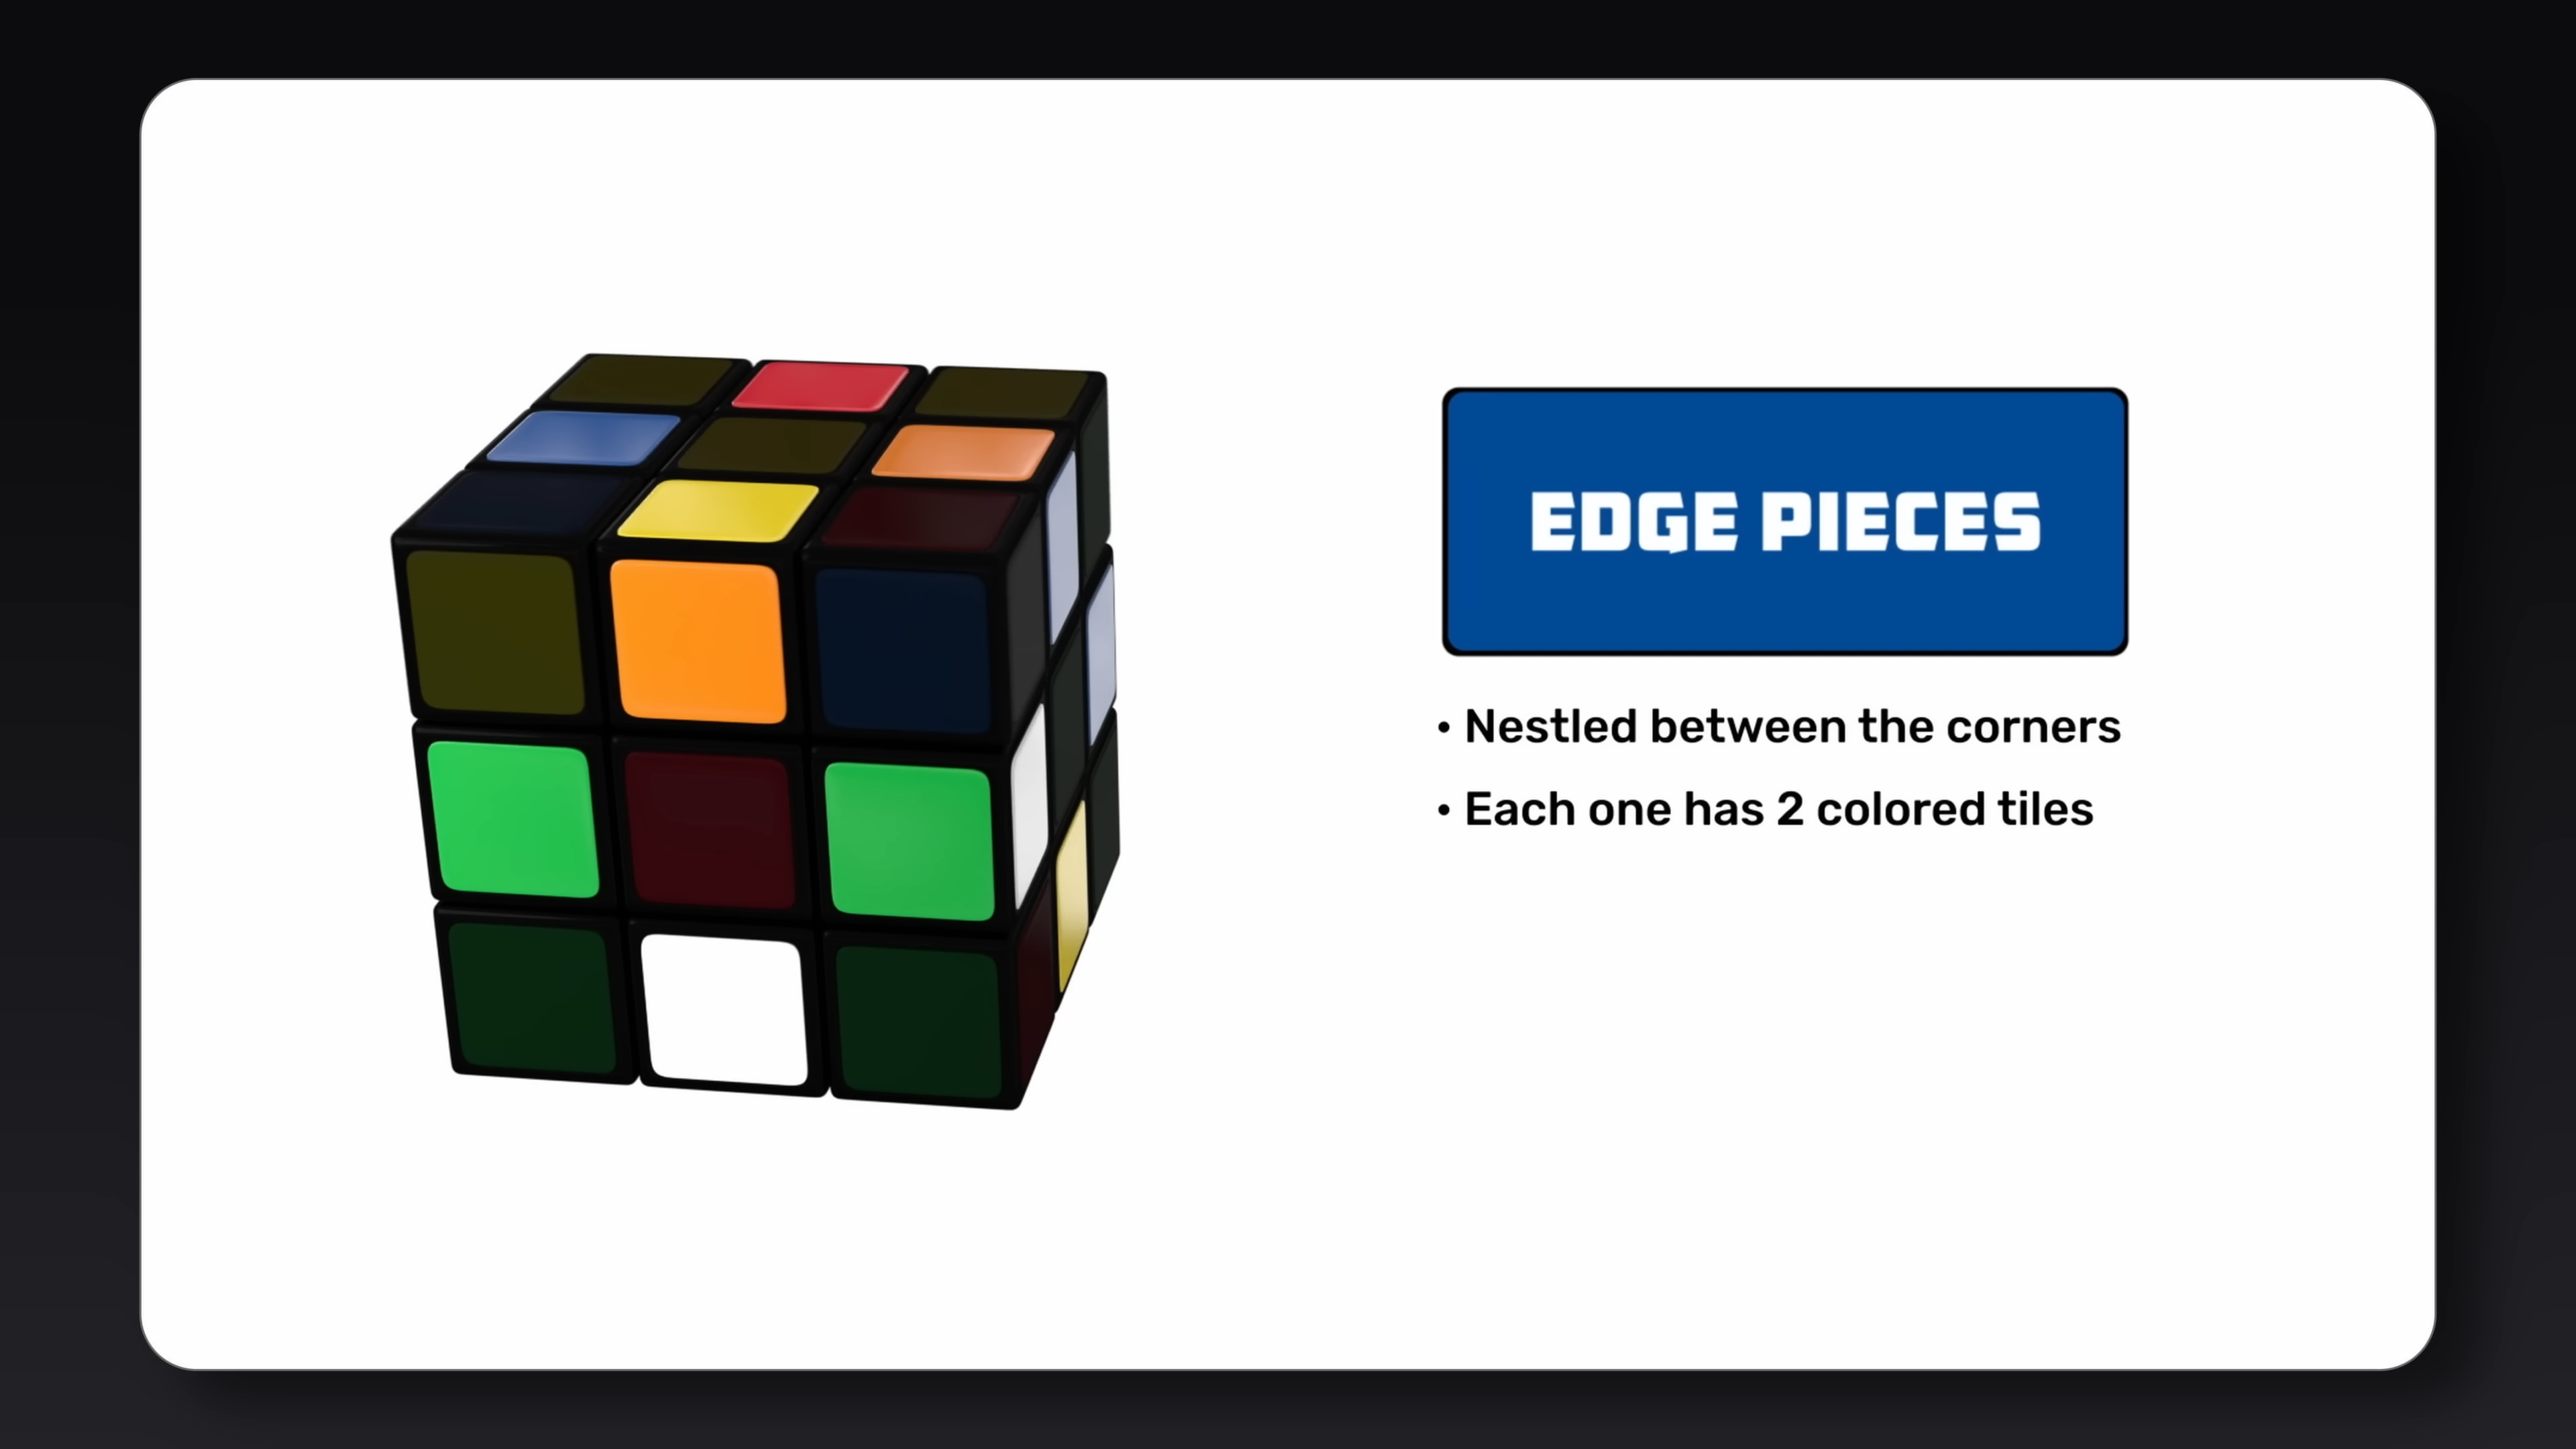 EDGE PIECES
• Nestled between the corners
• Each one has 2 colored tiles